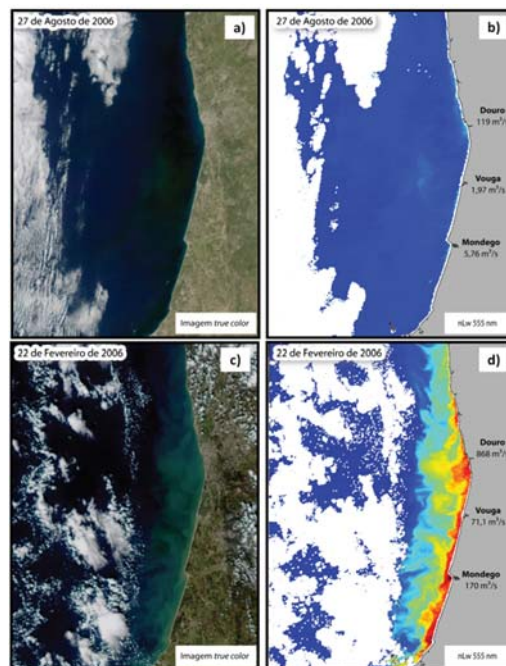 27 de Agosto de 2006
a)
Imagem true color
27 de Agosto de 2006
b)
Douro
119 m³/s
Vouga
1,97 m³/s
Mondego
5,76 m³/s
nLw 555 nm
22 de Fevereiro de 2006
c)
Imagem true color
22 de Fevereiro de 2006
d)
Douro
868 m³/s
Vouga
71,1 m³/s
Mondego
170 m³/s
nLw 555 nm